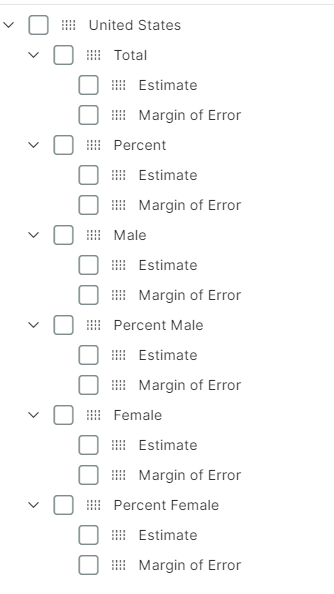 United States
Total
Estimate
Margin of Error
Percent
Estimate
Margin of Error
Male
Estimate
Margin of Error
Percent Male
Estimate
Margin of Error
Female
Estimate
Margin of Error
Percent Female
Estimate
Margin of Error